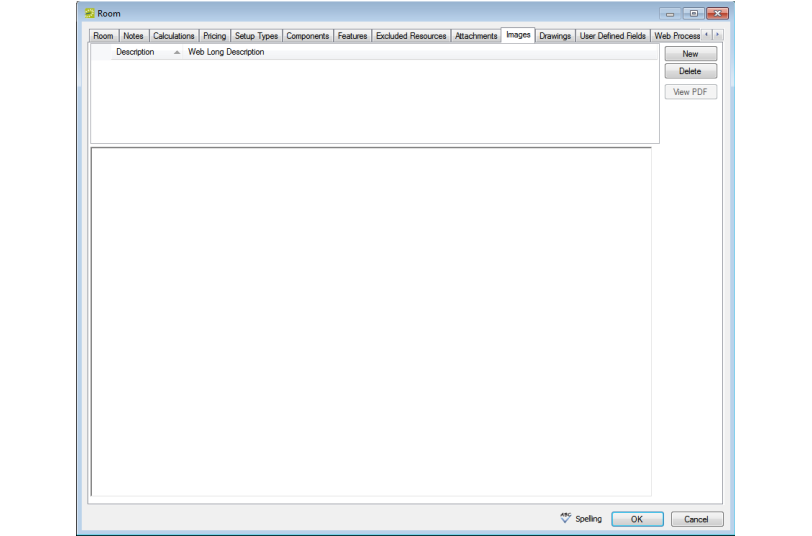 Room
Room Notes Calculations Pricing Setup Types Components Features Excluded Resources Attachments Images Drawings User Defined Fields Web Process
Description Web Long Description
New
Delete
View PDF
ABC Spelling OK Cancel